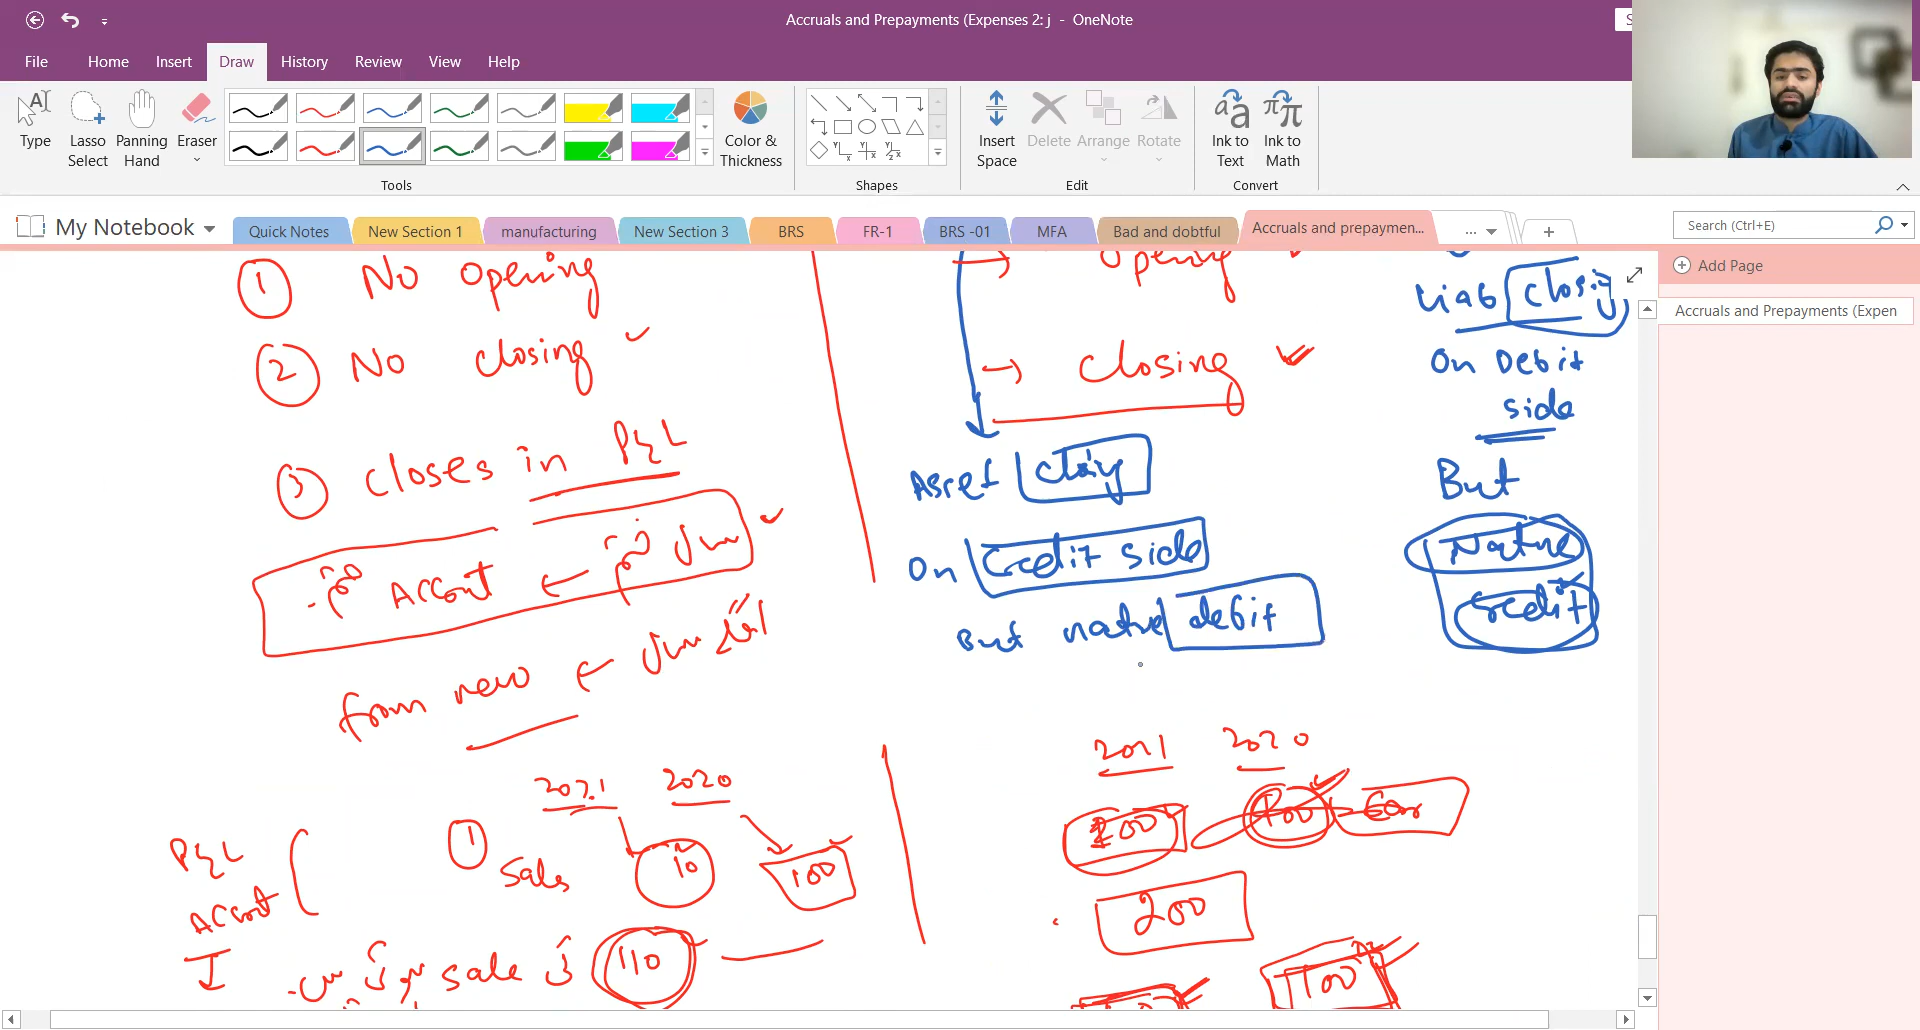 Accruals and Prepayments (Expenses 2: j - OneNote
File Home Insert Draw History Review View Help
Type
Lasso Select
Panning Hand
Eraser
Color & Thickness
Insert Space
Delete
Arrange
Rotate
Ink to Text
Ink to Math
Tools
Shapes
Edit
Convert
My Notebook
Quick Notes
New Section 1
manufacturing
New Section 3
BRS
FR-1
BRS -01
MFA
Bad and dobtful
Accruals and prepaymen...
...
Search (Ctrl+E)
Add Page
Accruals and Prepayments (Expen
1 No Opening
2 No closing
3 closes in P&L
Account
from new
2021 2020
P&L
Account
1 Sales 10 100
sale 110
Opening
→ Closing
Asset
On Credit side
But debit
Liab
On Debit
side
But
Nature
Credit
2021 2020
100
200
100